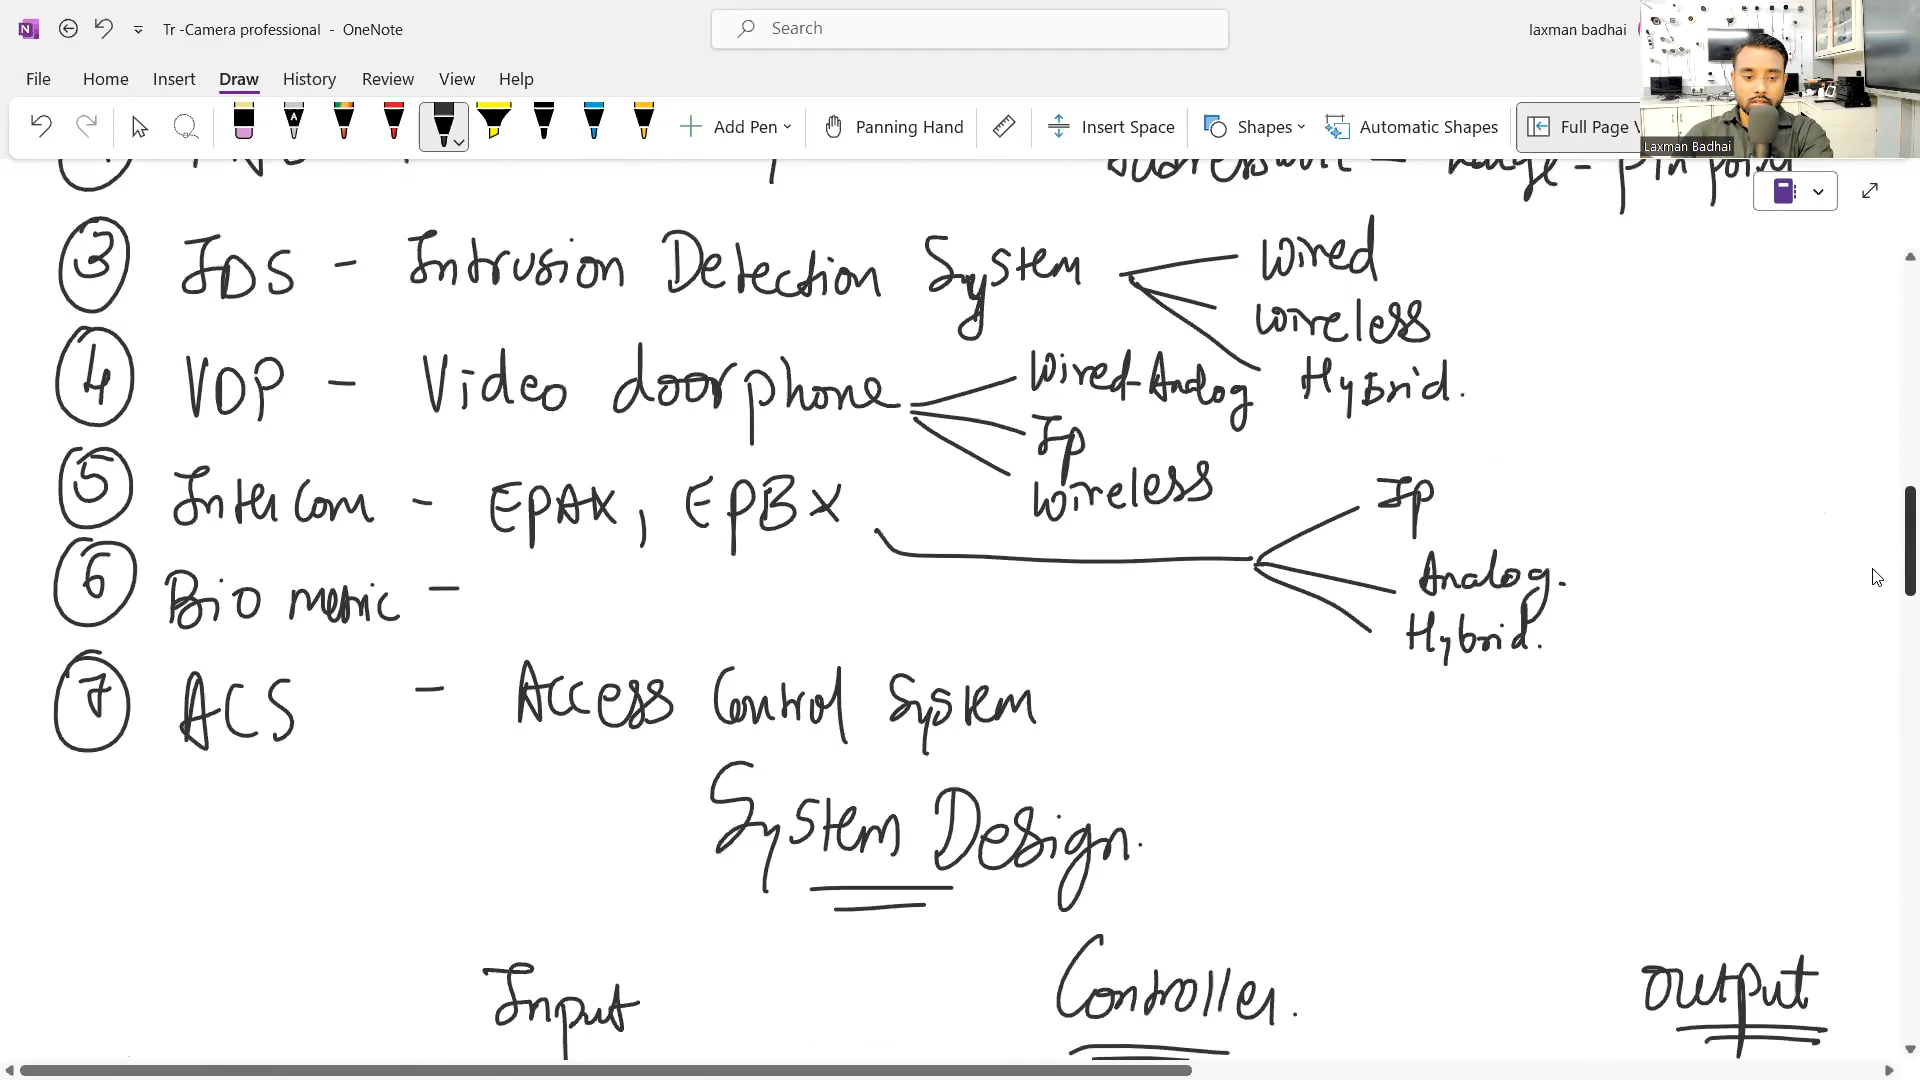 Tr -Camera professional - OneNote
Search
laxman badhai
File Home Insert Draw History Review View Help
Add Pen Panning Hand Insert Space Shapes Automatic Shapes Full Page V
Laxman Badhai
- Range - pin point
3 IDS - Intrusion Detection System
Wired
Wireless
Hybrid.
4 VDP - Video doorphone
Wired-Analog
Ip
Wireless
5 Intercom - EPAX, EPBX
Ip
Analog.
Hybrid.
6 Bio metric -
7 ACS - Access Control System
System Design.
Input Controller. output